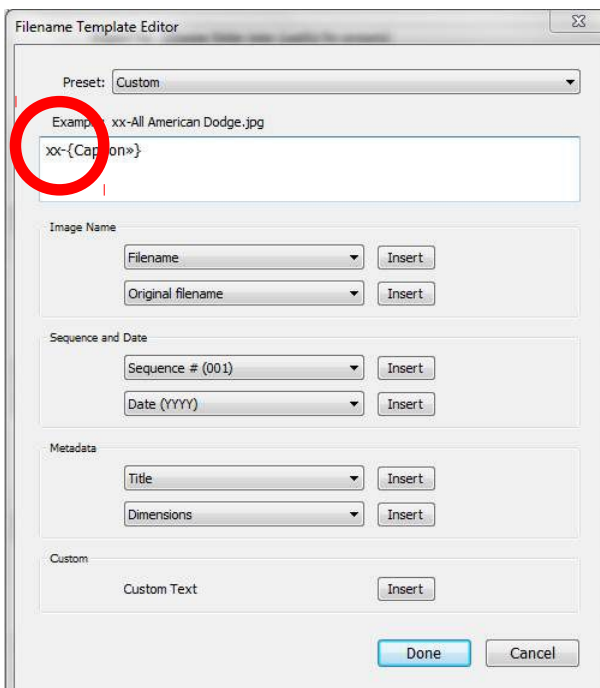 Filename Template Editor
Preset: Custom
Example: xx-All American Dodge.jpg
xx-{Caption»}
Image Name
Filename Insert
Original filename Insert
Sequence and Date
Sequence # (001) Insert
Date (YYYY) Insert
Metadata
Title Insert
Dimensions Insert
Custom
Custom Text Insert
Done Cancel